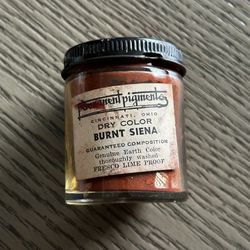 permanent pigments
CINCINNATI, OHIO
DRY COLOR
BURNT SIENA
GUARANTEED COMPOSITION
Genuine Earth Color
thoroughly washed
FRESCO LIME PROOF